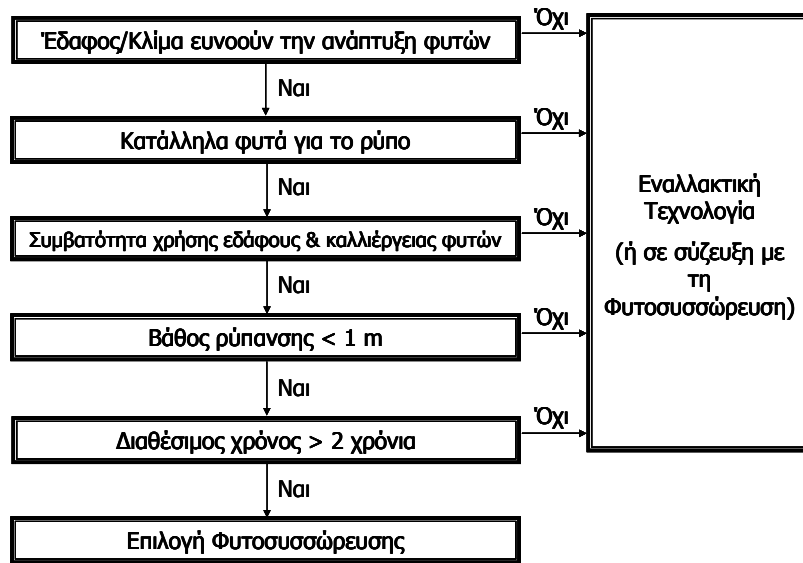 Έδαφος/Κλίμα ευνοούν την ανάπτυξη φυτών
Όχι
Ναι
Κατάλληλα φυτά για το ρύπο
Όχι
Ναι
Συμβατότητα χρήσης εδάφους & καλλιέργειας φυτών
Όχι
Ναι
Βάθος ρύπανσης < 1 m
Όχι
Ναι
Διαθέσιμος χρόνος > 2 χρόνια
Όχι
Ναι
Επιλογή Φυτοσυσσώρευσης
Εναλλακτική
Τεχνολογία
(ή σε σύζευξη με
τη
Φυτοσυσσώρευση)